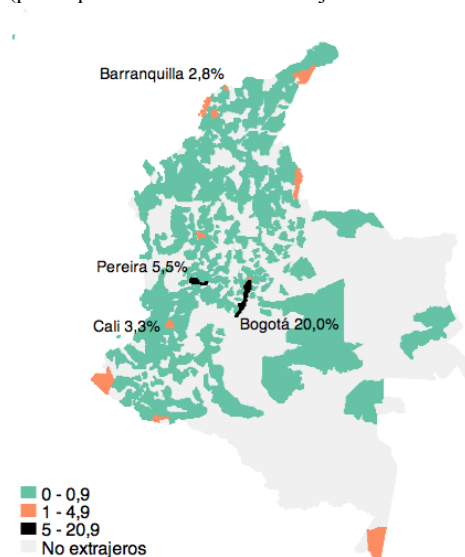 Barranquilla 2,8%
Pereira 5,5%
Cali 3,3%
Bogotá 20,0%
0 - 0,9
1 - 4,9
5 - 20,9
No extrajeros